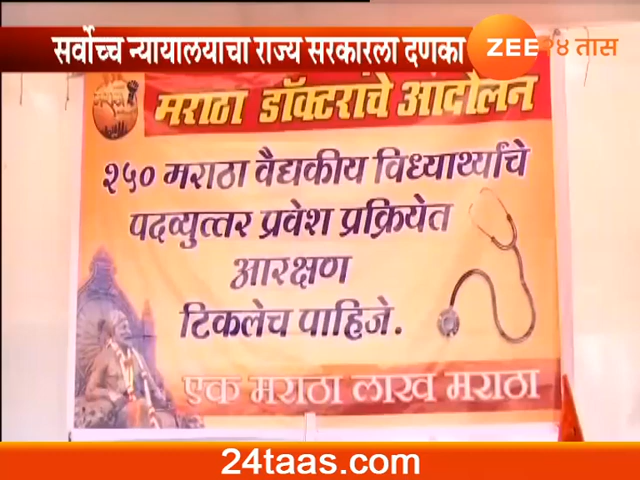 सर्वोच्च न्यायालयाचा राज्य सरकारला दणका
ZEE २४ तास
मराठा डॉक्टरांचे आंदोलन
२५० मराठा वैद्यकीय विध्यार्थ्यांचे
पदव्युत्तर प्रवेश प्रक्रियेत
आरक्षण
टिकलेच पाहिजे.
एक मराठा लाख मराठा
24taas.com